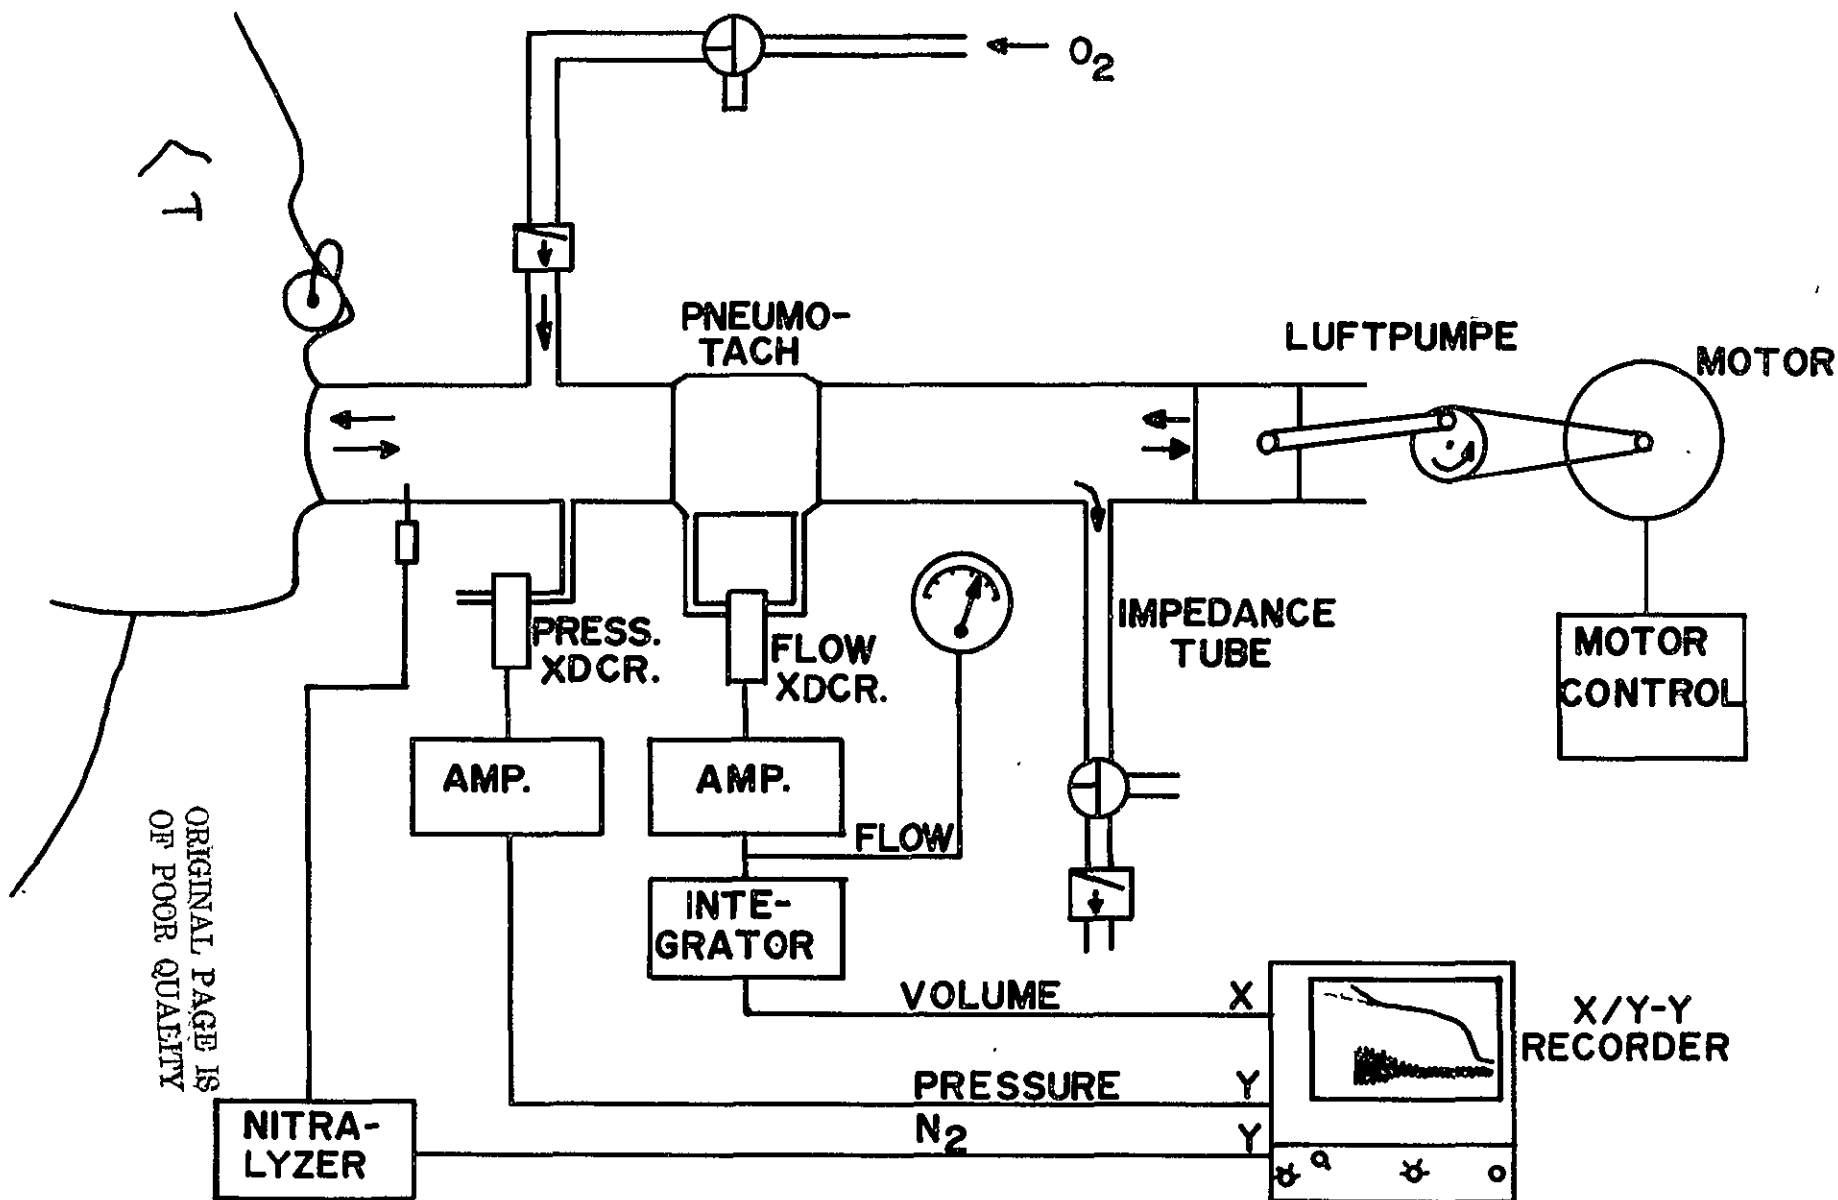 O2
PNEUMO-
TACH
LUFTPUMPE
MOTOR
PRESS.
XDCR.
FLOW
XDCR.
IMPEDANCE
TUBE
MOTOR
CONTROL
AMP.
AMP.
FLOW
INTE-
GRATOR
VOLUME X
X/Y-Y
RECORDER
PRESSURE Y
N2 Y
NITRA-
LYZER
ORIGINAL PAGE IS
OF POOR QUALITY